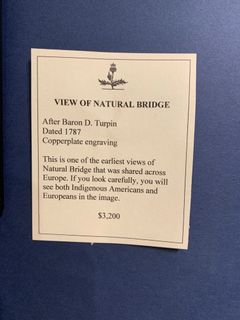 VIEW OF NATURAL BRIDGE
After Baron D. Turpin
Dated 1787
Copperplate engraving
This is one of the earliest views of
Natural Bridge that was shared across
Europe. If you look carefully, you will
see both Indigenous Americans and
Europeans in the image.
$3,200